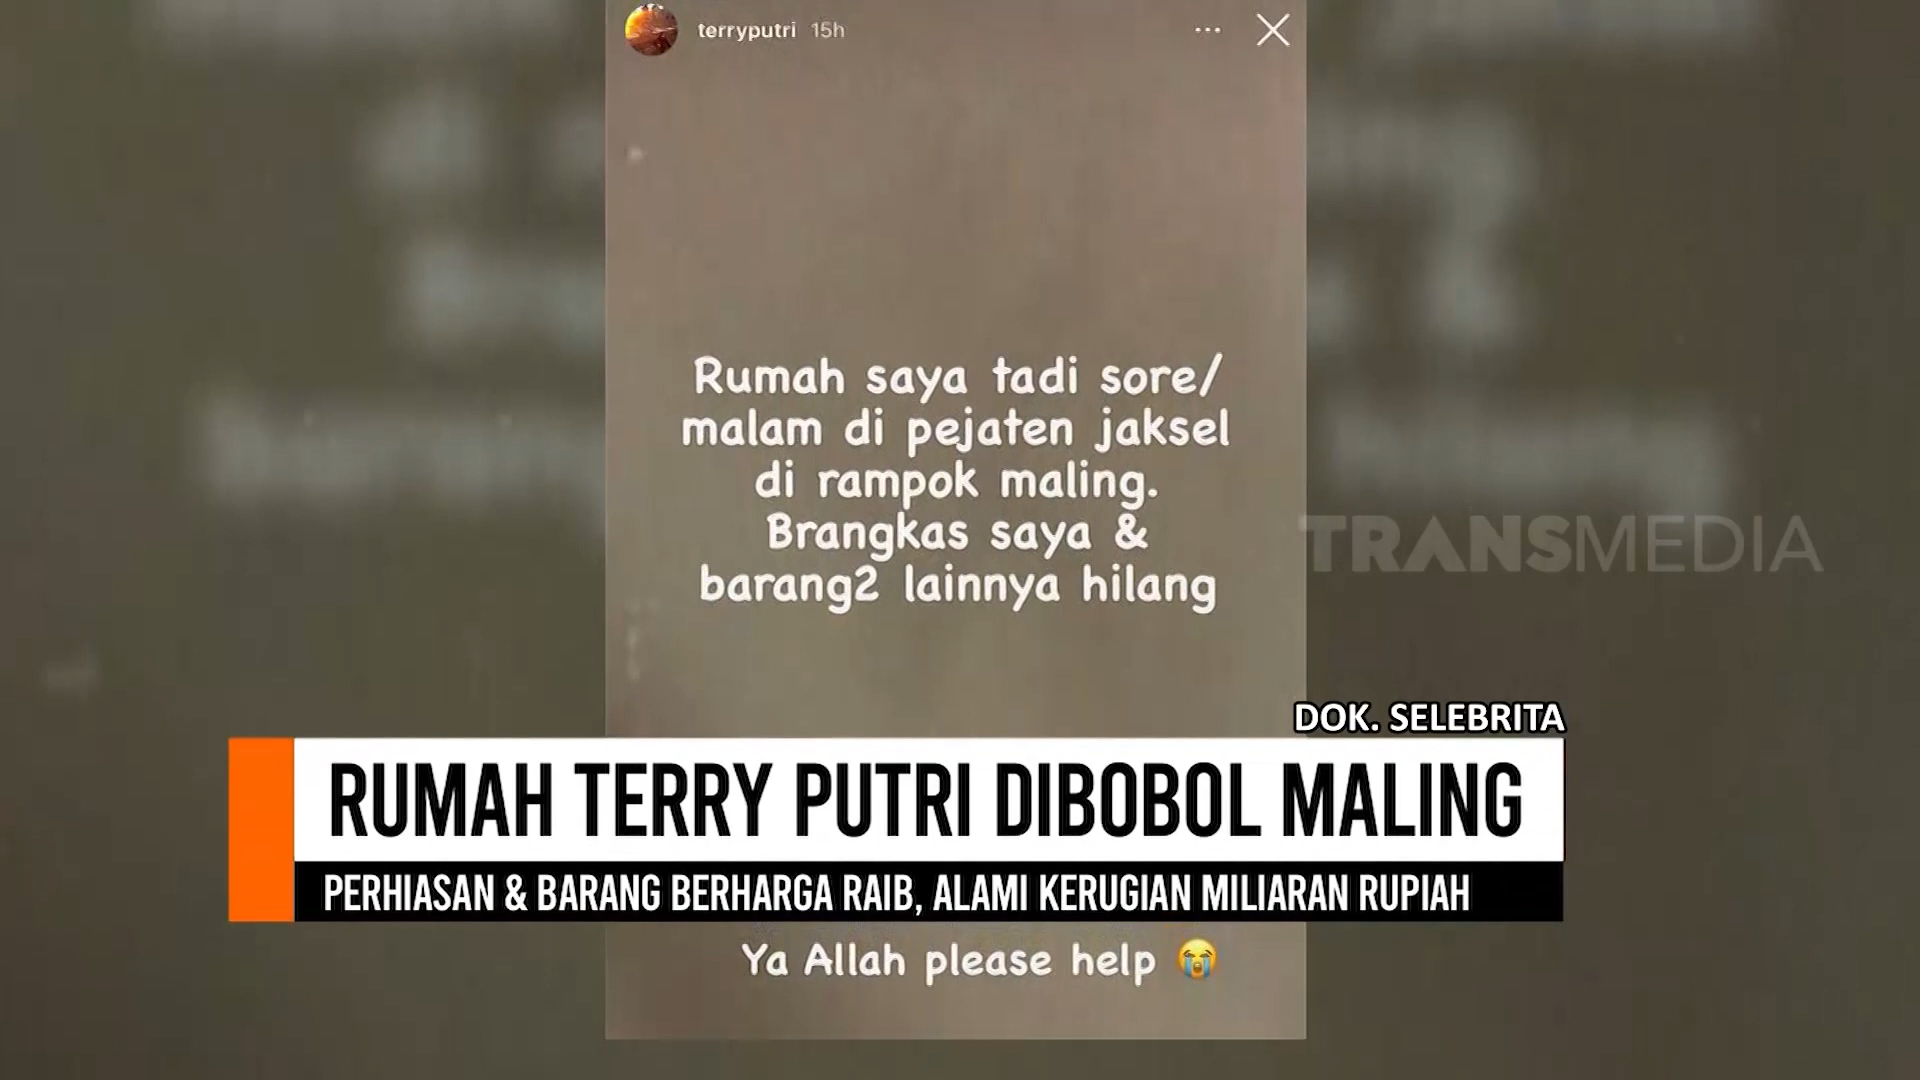 terryputri 15h
Rumah saya tadi sore/
malam di pejaten jaksel
di rampok maling.
Brangkas saya &
barang2 lainnya hilang
TRANSMEDIA
DOK. SELEBRITA
RUMAH TERRY PUTRI DIBOBOL MALING
PERHIASAN & BARANG BERHARGA RAIB, ALAMI KERUGIAN MILIARAN RUPIAH
Ya Allah please help 😭